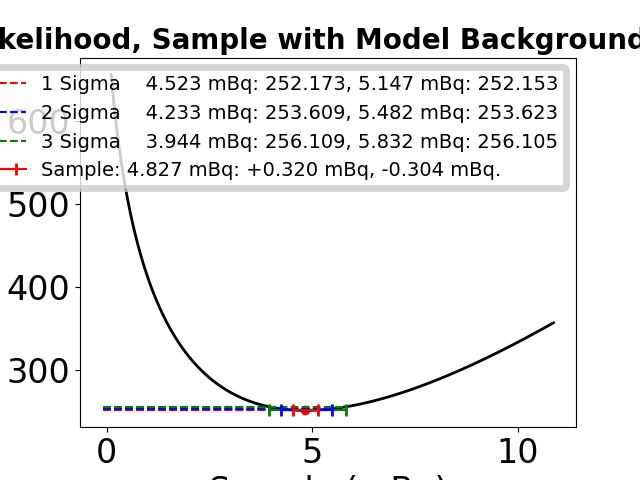 kelihood, Sample with Model Background
1 Sigma 4.523 mBq: 252.173, 5.147 mBq: 252.153
2 Sigma 4.233 mBq: 253.609, 5.482 mBq: 253.623
3 Sigma 3.944 mBq: 256.109, 5.832 mBq: 256.105
Sample: 4.827 mBq: +0.320 mBq, -0.304 mBq.
600
500
400
300
0 5 10